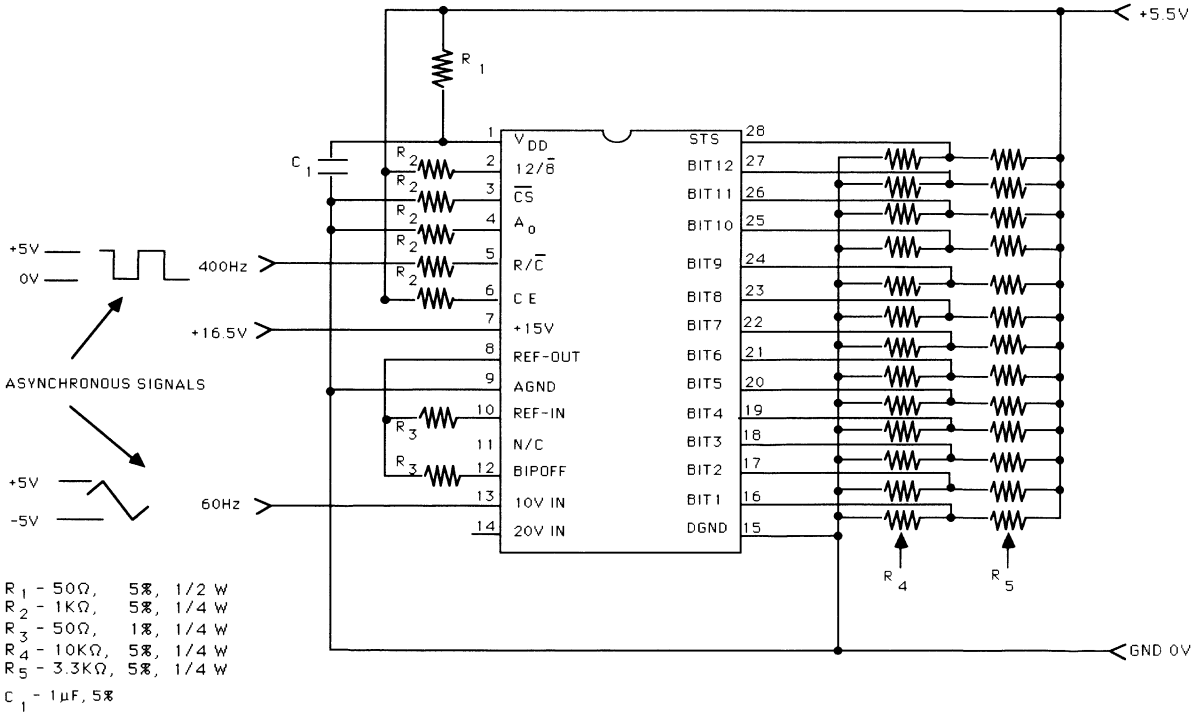 +5.5V
R1
1
VDD
STS
28
C1
R2
2
12/8̅
BIT12
27
R2
3
C̅S̅
BIT11
26
R2
4
A0
BIT10
25
+5V
0V
400Hz
R2
5
R/C̅
BIT9
24
R2
6
CE
BIT8
23
+16.5V
7
+15V
BIT7
22
8
REF-OUT
BIT6
21
ASYNCHRONOUS SIGNALS
9
AGND
BIT5
20
R3
10
REF-IN
BIT4
19
11
N/C
BIT3
18
R3
12
BIPOFF
BIT2
17
+5V
-5V
60Hz
13
10V IN
BIT1
16
14
20V IN
DGND
15
R4
R5
R1 - 50Ω, 5%, 1/2 W
R2 - 1KΩ, 5%, 1/4 W
R3 - 50Ω, 1%, 1/4 W
R4 - 10KΩ, 5%, 1/4 W
R5 - 3.3KΩ, 5%, 1/4 W
C1 - 1μF, 5%
GND 0V